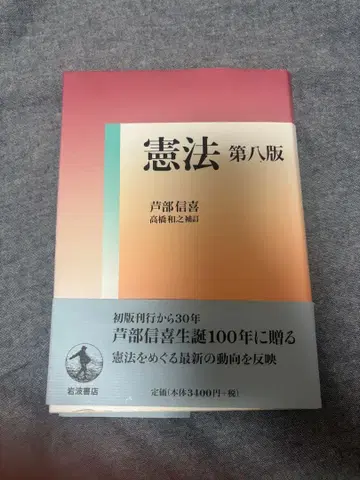 憲法 第八版
芦部信喜
高橋和之補訂
初版刊行から30年
芦部信喜生誕100年に贈る
憲法をめぐる最新の動向を反映
岩波書店
定価(本体3400円+税)